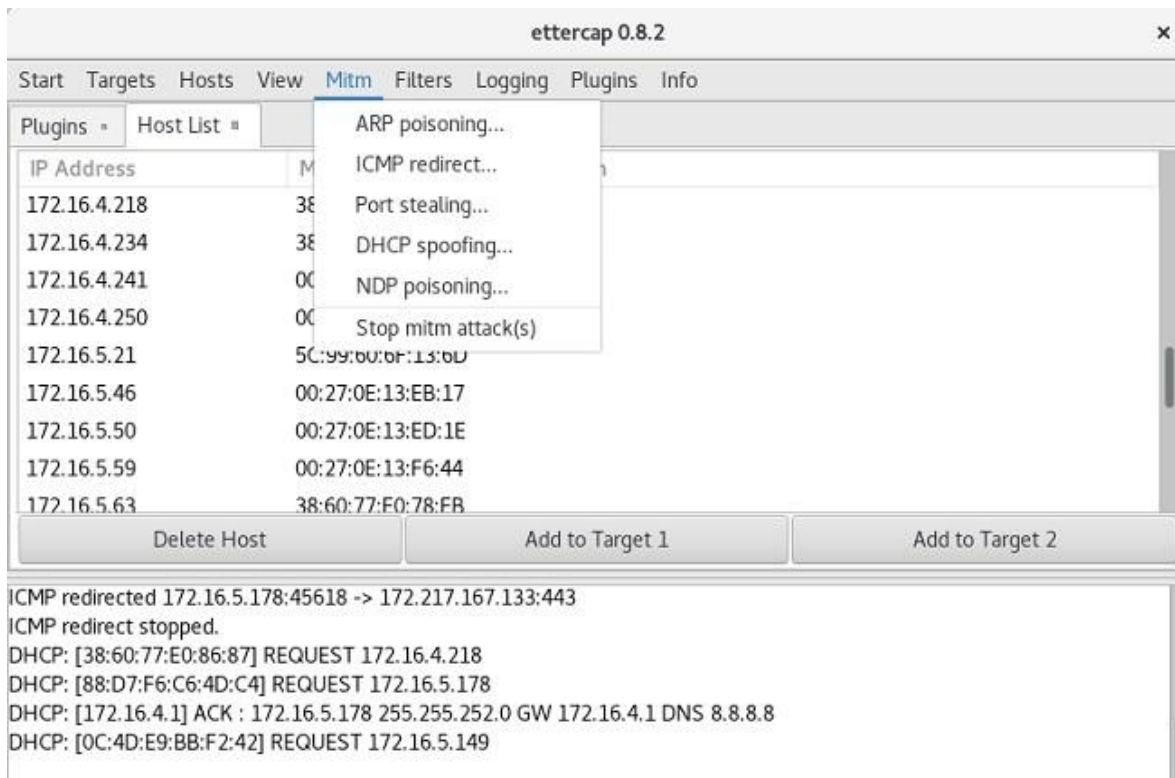 ettercap 0.8.2 ×
Start Targets Hosts View Mitm Filters Logging Plugins Info
Plugins Host List
ARP poisoning...
ICMP redirect...
Port stealing...
DHCP spoofing...
NDP poisoning...
Stop mitm attack(s)
IP Address M
172.16.4.218 38
172.16.4.234 38
172.16.4.241 00
172.16.4.250 00
172.16.5.21 5C:99:60:6F:13:6D
172.16.5.46 00:27:0E:13:EB:17
172.16.5.50 00:27:0E:13:ED:1E
172.16.5.59 00:27:0E:13:F6:44
172.16.5.63 38:60:77:E0:78:EB
Delete Host Add to Target 1 Add to Target 2
ICMP redirected 172.16.5.178:45618 -> 172.217.167.133:443
ICMP redirect stopped.
DHCP: [38:60:77:E0:86:87] REQUEST 172.16.4.218
DHCP: [88:D7:F6:C6:4D:C4] REQUEST 172.16.5.178
DHCP: [172.16.4.1] ACK : 172.16.5.178 255.255.252.0 GW 172.16.4.1 DNS 8.8.8.8
DHCP: [0C:4D:E9:BB:F2:42] REQUEST 172.16.5.149